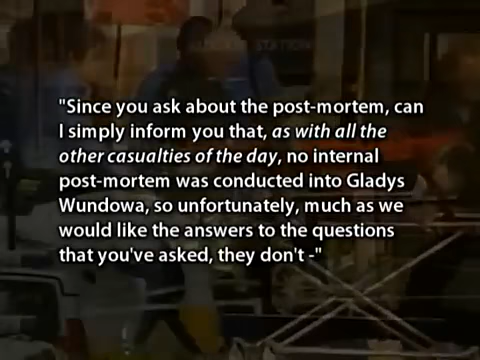 "Since you ask about the post-mortem, can
I simply inform you that, as with all the
other casualties of the day, no internal
post-mortem was conducted into Gladys
Wundowa, so unfortunately, much as we
would like the answers to the questions
that you've asked, they don't -"
STATION